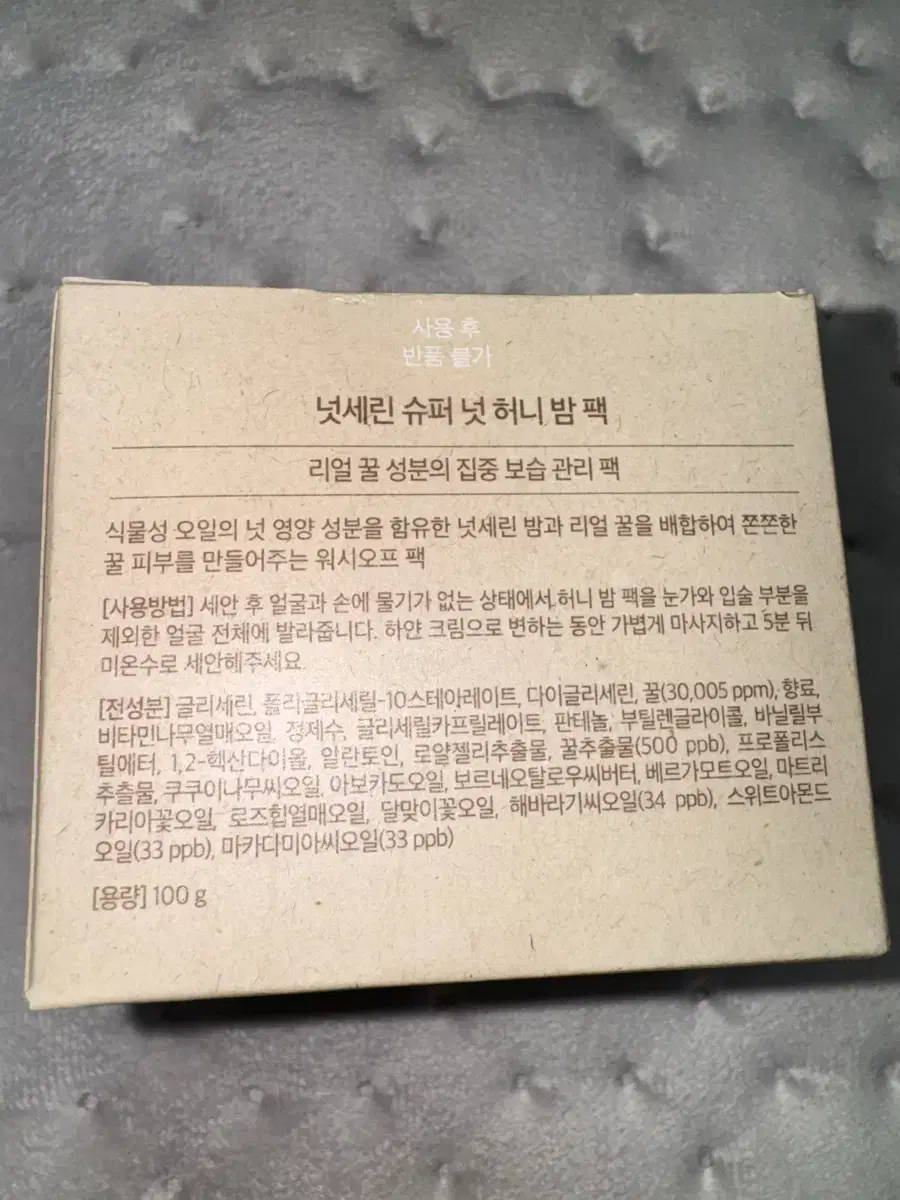 사용 후
반품 불가
넛세린 슈퍼 넛 허니 밤 팩
리얼 꿀 성분의 집중 보습 관리 팩
식물성 오일의 넛 영양 성분을 함유한 넛세린 밤과 리얼 꿀을 배합하여 쫀쫀한
꿀 피부를 만들어주는 워시오프 팩
[사용방법] 세안 후 얼굴과 손에 물기가 없는 상태에서 허니 밤 팩을 눈가와 입술 부분을
제외한 얼굴 전체에 발라줍니다. 하얀 크림으로 변하는 동안 가볍게 마사지하고 5분 뒤
미온수로 세안해주세요.
[전성분] 글리세린, 폴리글리세릴-10스테아레이트, 다이글리세린, 꿀(30,005 ppm), 향료,
비타민나무열매오일, 정제수, 글리세릴카프릴레이트, 판테놀, 부틸렌글라이콜, 바닐릴부
틸에터, 1,2-헥산다이올, 알란토인, 로얄젤리추출물, 꿀추출물(500 ppb), 프로폴리스
추출물, 쿠쿠이나무씨오일, 아보카도오일, 보르네오탈로우씨버터, 베르가모트오일, 마트리
카리아꽃오일, 로즈힙열매오일, 달맞이꽃오일, 해바라기씨오일(34 ppb), 스위트아몬드
오일(33 ppb), 마카다미아씨오일(33 ppb)
[용량] 100 g